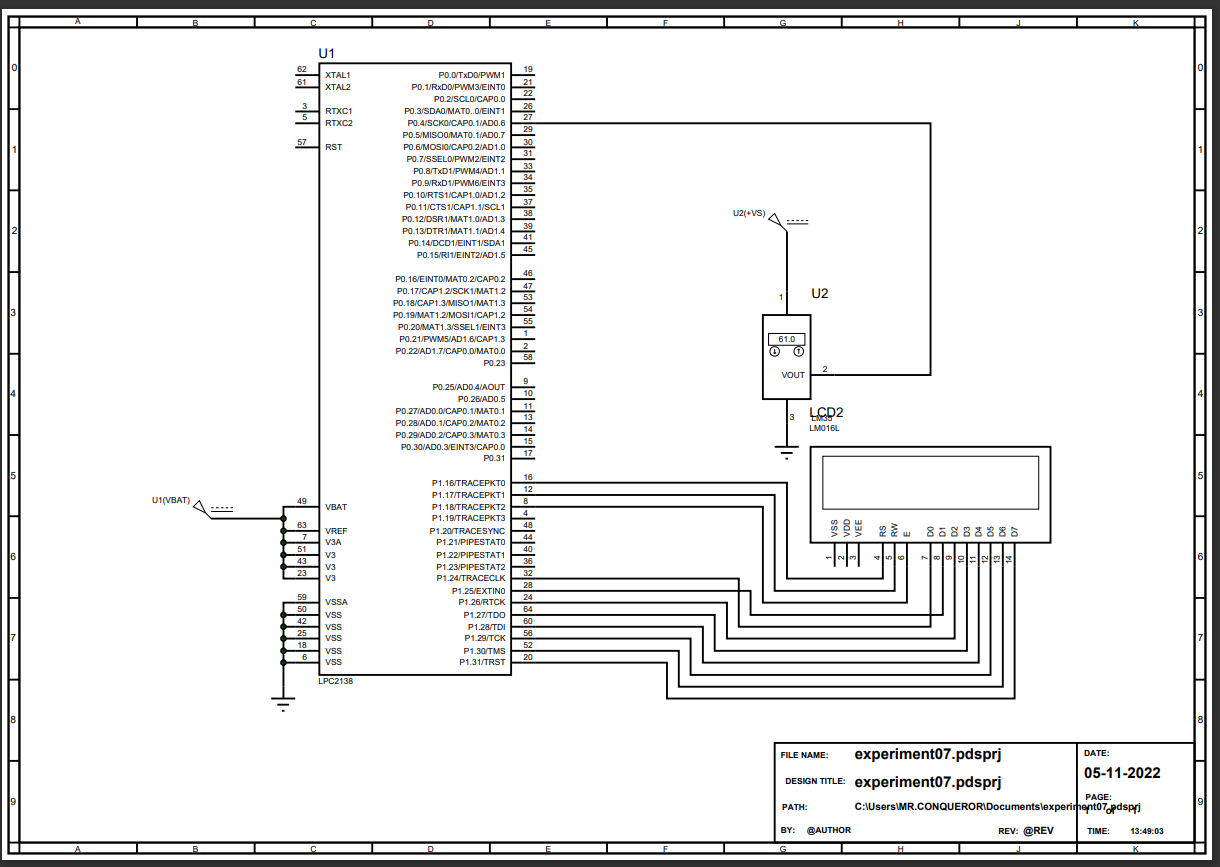 A B C D E F G H J K
0 0
1 1
2 2
3 3
4 4
5 5
6 6
7 7
8 8
9 9
U1
62 XTAL1 P0.0/TxD0/PWM1 19
61 XTAL2 P0.1/RxD0/PWM3/EINT0 21
P0.2/SCL0/CAP0.0 22
3 RTXC1 P0.3/SDA0/MAT0..0/EINT1 26
5 RTXC2 P0.4/SCK0/CAP0.1/AD0.6 27
P0.5/MISO0/MAT0.1/AD0.7 29
57 RST P0.6/MOSI0/CAP0.2/AD1.0 30
P0.7/SSEL0/PWM2/EINT2 31
P0.8/TxD1/PWM4/AD1.1 33
P0.9/RxD1/PWM6/EINT3 34
P0.10/RTS1/CAP1.0/AD1.2 35
P0.11/CTS1/CAP1.1/SCL1 37
P0.12/DSR1/MAT1.0/AD1.3 38
P0.13/DTR1/MAT1.1/AD1.4 39
P0.14/DCD1/EINT1/SDA1 41
P0.15/RI1/EINT2/AD1.5 45
P0.16/EINT0/MAT0.2/CAP0.2 46
P0.17/CAP1.2/SCK1/MAT1.2 47
P0.18/CAP1.3/MISO1/MAT1.3 53
P0.19/MAT1.2/MOSI1/CAP1.2 54
P0.20/MAT1.3/SSEL1/EINT3 55
P0.21/PWM5/AD1.6/CAP1.3 1
P0.22/AD1.7/CAP0.0/MAT0.0 2
P0.23 58
P0.25/AD0.4/AOUT 9
P0.26/AD0.5 10
P0.27/AD0.0/CAP0.1/MAT0.1 11
P0.28/AD0.1/CAP0.2/MAT0.2 13
P0.29/AD0.2/CAP0.3/MAT0.3 14
P0.30/AD0.3/EINT3/CAP0.0 15
P0.31 17
P1.16/TRACEPKT0 16
P1.17/TRACEPKT1 12
U1(VBAT)
49 VBAT P1.18/TRACEPKT2 8
P1.19/TRACEPKT3 4
63 VREF P1.20/TRACESYNC 48
7 V3A P1.21/PIPESTAT0 44
51 V3 P1.22/PIPESTAT1 40
43 V3 P1.23/PIPESTAT2 36
23 V3 P1.24/TRACECLK 32
P1.25/EXTIN0 28
59 VSSA P1.26/RTCK 24
50 VSS P1.27/TDO 64
42 VSS P1.28/TDI 60
25 VSS P1.29/TCK 56
18 VSS P1.30/TMS 52
6 VSS P1.31/TRST 20
LPC2138
U2(+VS)
1
U2
61.0
VOUT 2
3
LCD2
LM35
LM016L
VSS VDD VEE RS RW E D0 D1 D2 D3 D4 D5 D6 D7
1 2 3 4 5 6 7 8 9 10 11 12 13 14
FILE NAME: experiment07.pdsprj
DESIGN TITLE: experiment07.pdsprj
PATH: C:\Users\MR.CONQUEROR\Documents\experiment07.pdsprj
BY: @AUTHOR REV: @REV
DATE:
05-11-2022
PAGE:
TIME: 13:49:03
A B C D E F G H J K